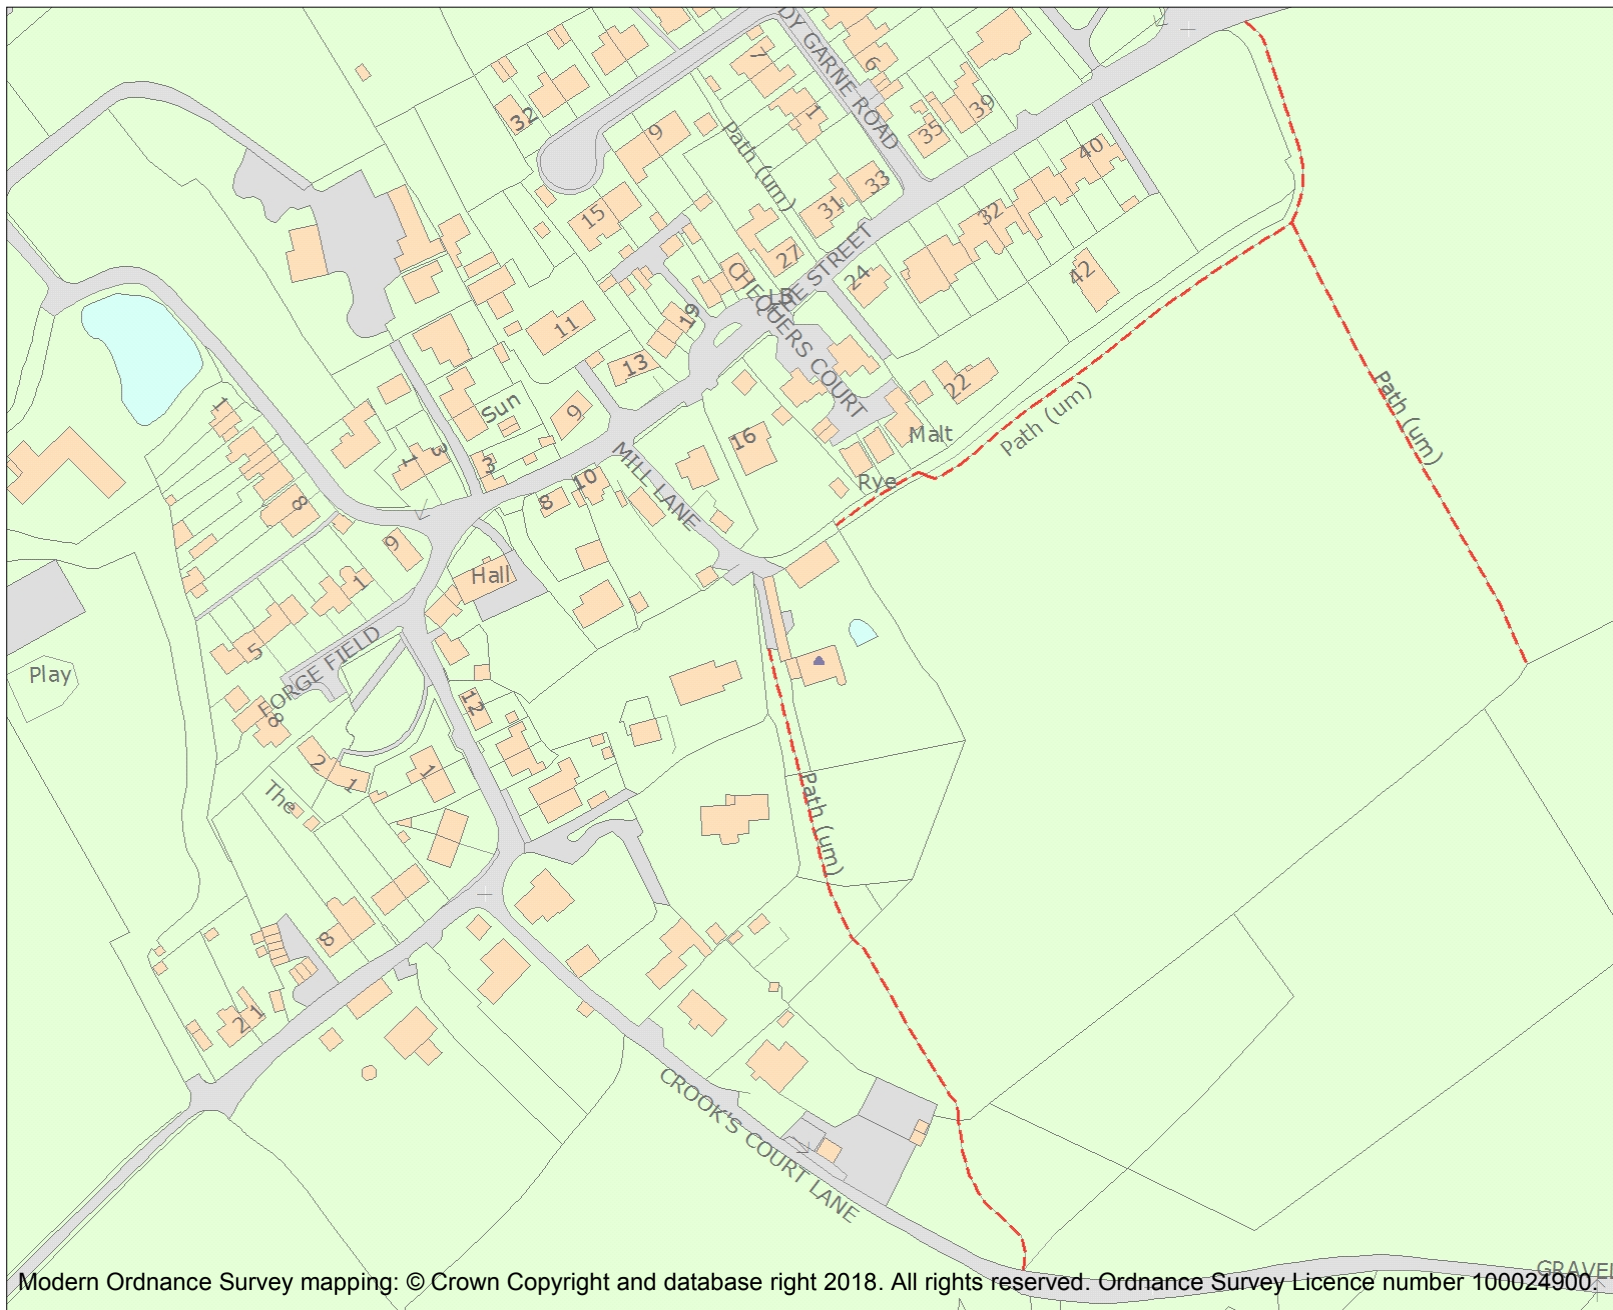 DY GARNE ROAD
7
6
1
39
35
32
9
Path (um)
40
33
31
15
32
27
THE STREET
24
42
LB
CHEQUERS COURT
19
11
13
22
Path (um)
Path (um)
Sun
9
1
16
Malt
3
1
3
MILL LANE
10
8
Rye
8
9
Hall
1
5
FORGE FIELD
Play
12
8
2
1
1
The
Path (um)
8
21
CROOK'S COURT LANE
GRAVEL
Modern Ordnance Survey mapping: © Crown Copyright and database right 2018. All rights reserved. Ordnance Survey Licence number 100024900.